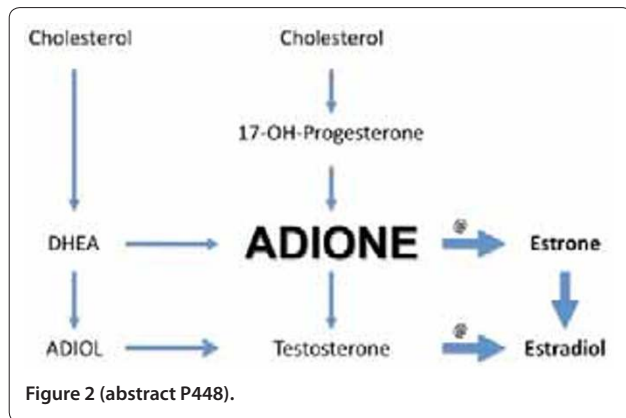 Cholesterol Cholesterol
17-OH-Progesterone
@
DHEA ADIONE Estrone
@
ADIOL Testosterone Estradiol
Figure 2 (abstract P448).